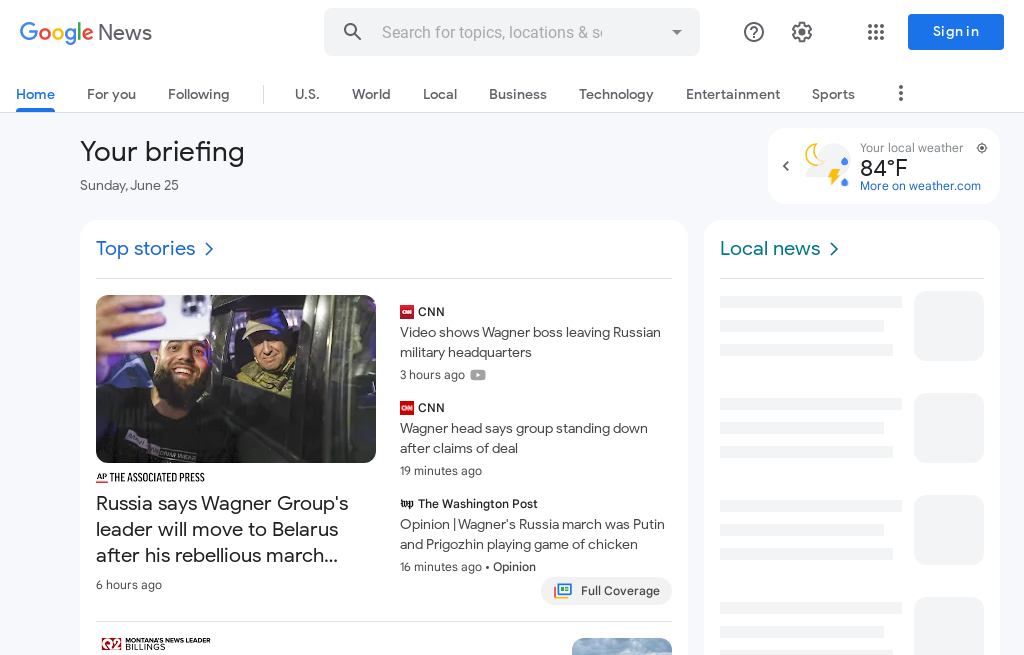 Google News
Search for topics, locations & so
Sign in
Home
For you
Following
U.S.
World
Local
Business
Technology
Entertainment
Sports
Your briefing
Sunday, June 25
Your local weather
84°F
More on weather.com
Top stories
AP THE ASSOCIATED PRESS
Russia says Wagner Group's
leader will move to Belarus
after his rebellious march...
6 hours ago
CNN CNN
Video shows Wagner boss leaving Russian
military headquarters
3 hours ago
CNN CNN
Wagner head says group standing down
after claims of deal
19 minutes ago
wp The Washington Post
Opinion | Wagner's Russia march was Putin
and Prigozhin playing game of chicken
16 minutes ago • Opinion
Full Coverage
Q2 MONTANA'S NEWS LEADER
BILLINGS
Local news